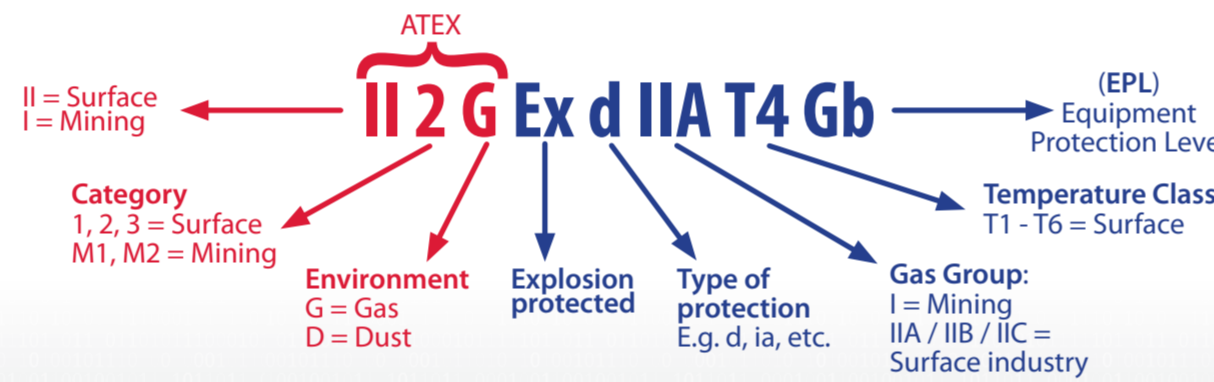 ATEX
II 2 G Ex d IIA T4 Gb
II = Surface
I = Mining
(EPL)
Equipment
Protection Leve
Category
1, 2, 3 = Surface
M1, M2 = Mining
Environment
G = Gas
D = Dust
Explosion
protected
Type of
protection
E.g. d, ia, etc.
Gas Group:
I = Mining
IIA / IIB / IIC =
Surface industry
Temperature Class
T1 - T6 = Surface